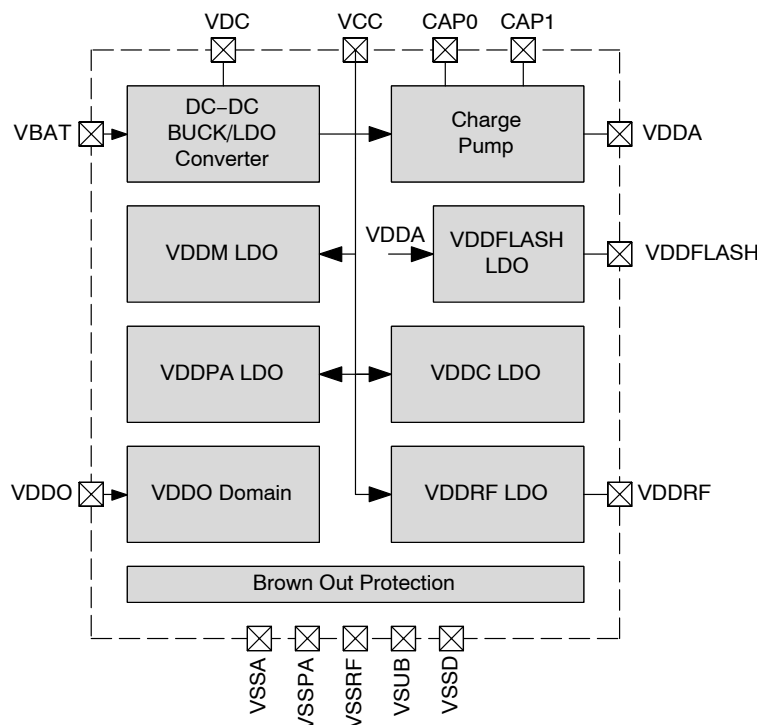 VDC
VCC
CAP0
CAP1
VBAT
DC–DC
BUCK/LDO
Converter
Charge
Pump
VDDA
VDDM LDO
VDDA
VDDFLASH
LDO
VDDFLASH
VDDPA LDO
VDDC LDO
VDDO
VDDO Domain
VDDRF LDO
VDDRF
Brown Out Protection
VSSA
VSSPA
VSSRF
VSUB
VSSD